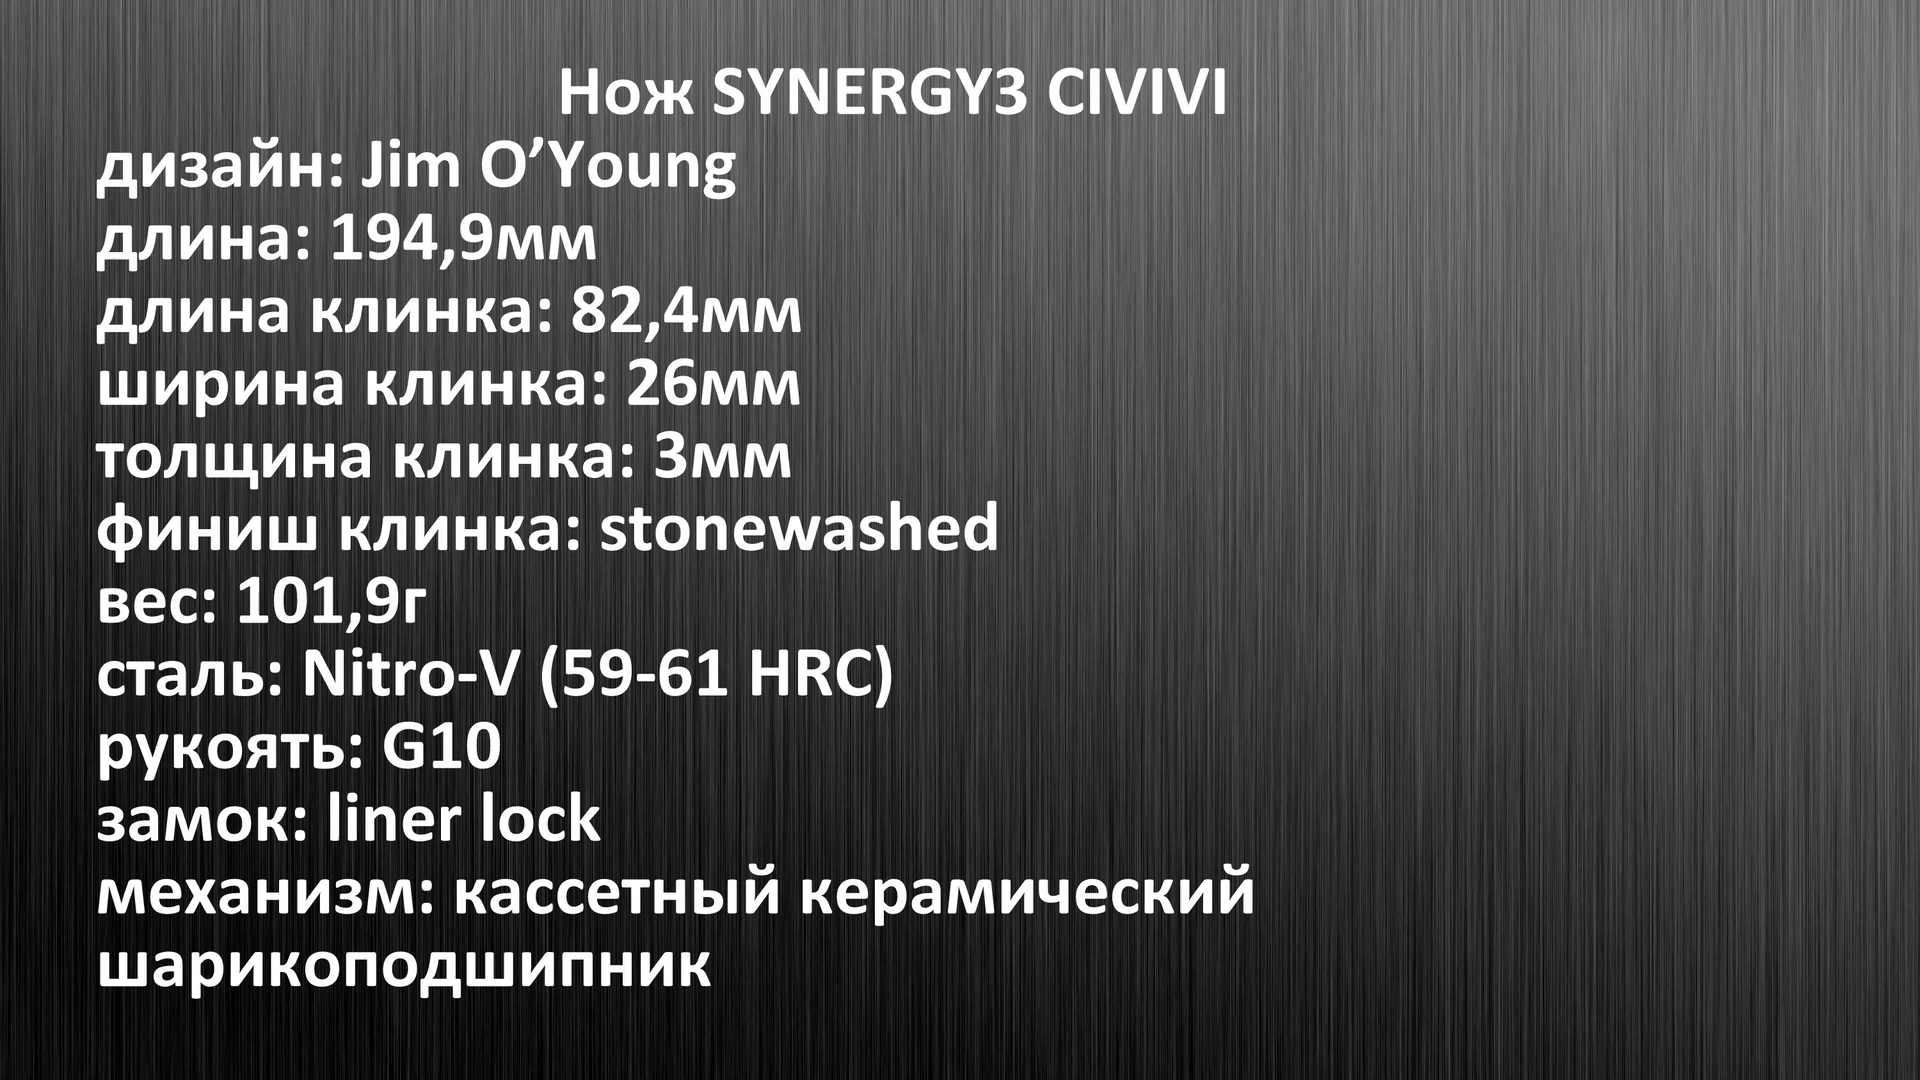 Нож SYNERGY3 CIVIVI
дизайн: Jim O’Young
длина: 194,9мм
длина клинка: 82,4мм
ширина клинка: 26мм
толщина клинка: 3мм
финиш клинка: stonewashed
вес: 101,9г
сталь: Nitro-V (59-61 HRC)
рукоять: G10
замок: liner lock
механизм: кассетный керамический
шарикоподшипник